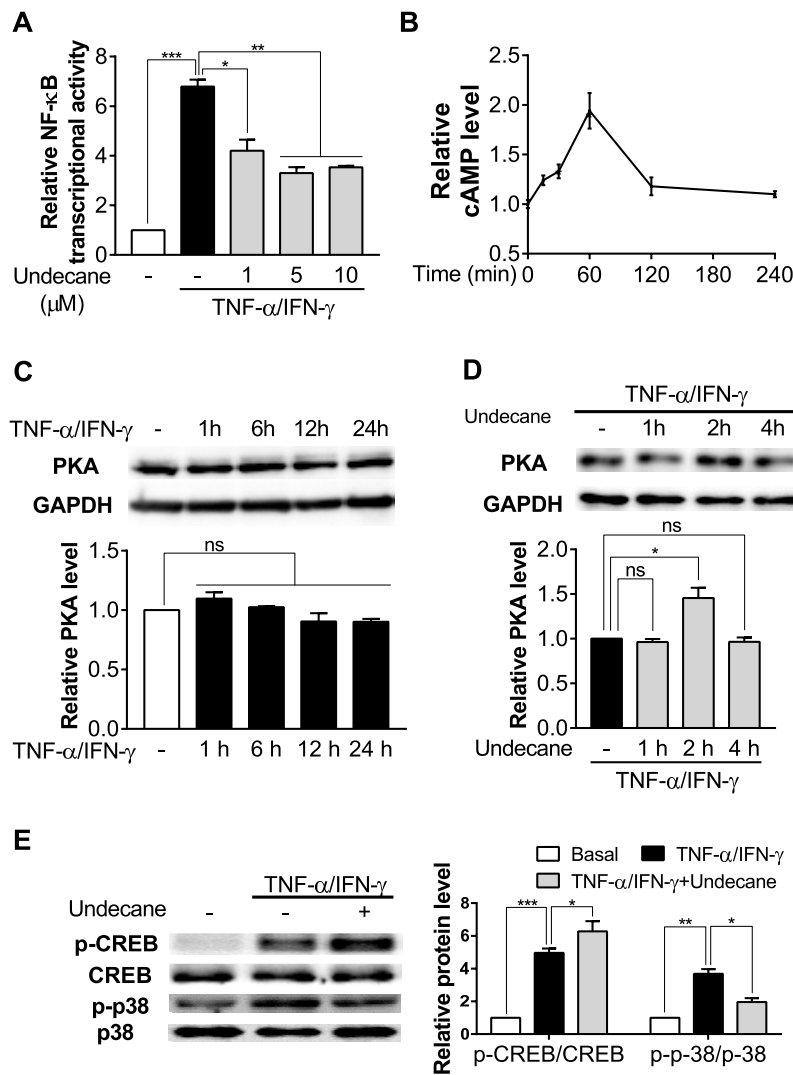 A
Relative NF-κB
transcriptional activity
8
6
4
2
0
***
*
**
Undecane - - 1 5 10
(μM)
TNF-α/IFN-γ
B
Relative
cAMP level
2.5
2.0
1.5
1.0
0.5
Time (min) 0 60 120 180 240
C
TNF-α/IFN-γ - 1h 6h 12h 24h
PKA
GAPDH
Relative PKA level
1.5
1.0
0.5
0.0
ns
TNF-α/IFN-γ - 1 h 6 h 12 h 24 h
D
TNF-α/IFN-γ
Undecane - 1h 2h 4h
PKA
GAPDH
Relative PKA level
2.0
1.5
1.0
0.5
0.0
ns
*
ns
Undecane - 1 h 2 h 4 h
TNF-α/IFN-γ
E
TNF-α/IFN-γ
Undecane - - +
p-CREB
CREB
p-p38
p38
Basal TNF-α/IFN-γ
TNF-α/IFN-γ+Undecane
Relative protein level
8
6
4
2
0
*** *
** *
p-CREB/CREB p-p-38/p-38